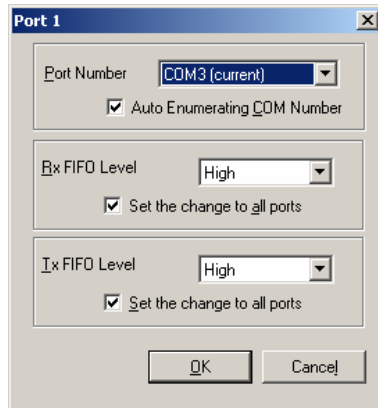 Port 1
Port Number COM3 (current)
Auto Enumerating COM Number
Rx FIFO Level High
Set the change to all ports
Tx FIFO Level High
Set the change to all ports
OK Cancel